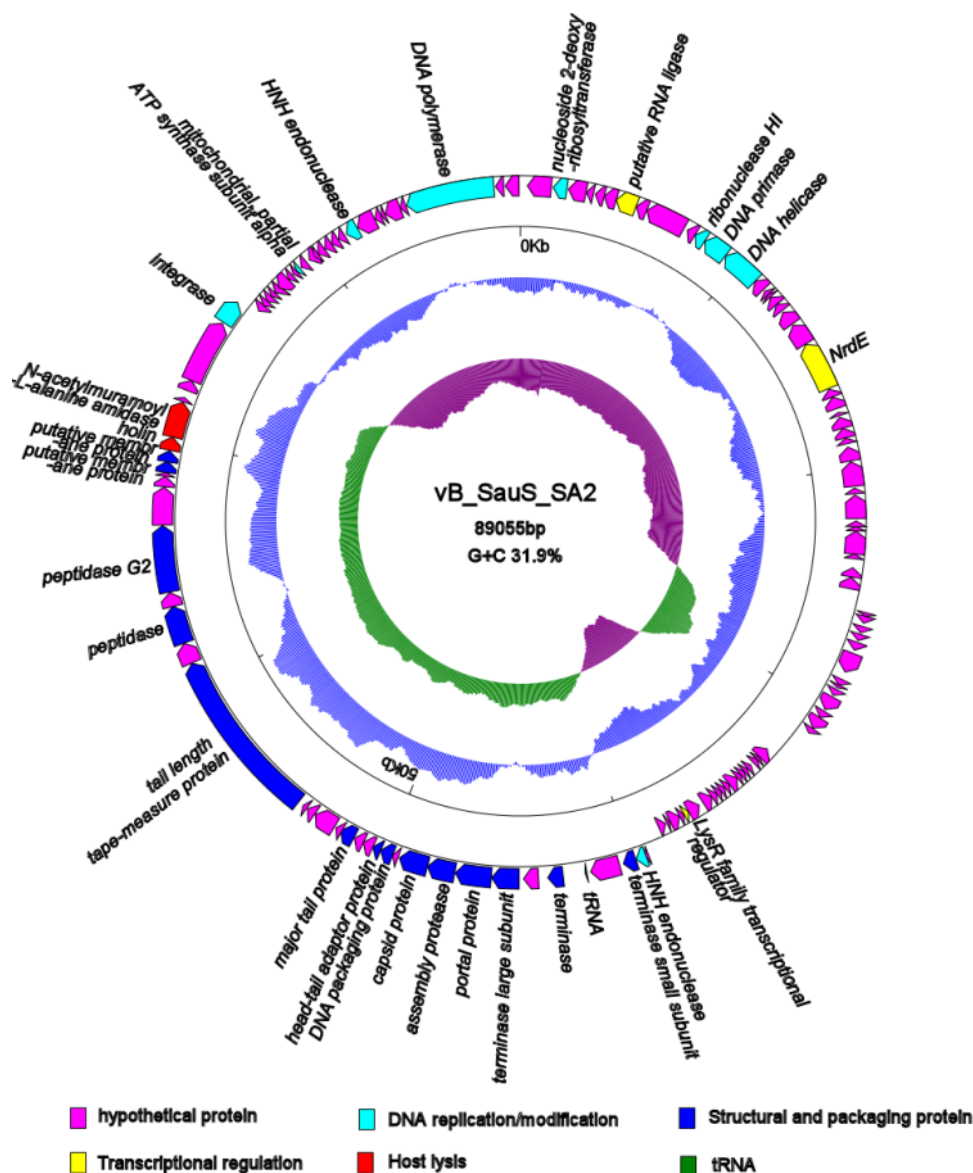 DNA polymerase
nucleoside 2-deoxy
-ribosyltransferase
putative RNA ligase
ribonuclease HI
DNA primase
DNA helicase
NrdE
LysR family transcriptional
regulator
HNH endonuclease
terminase small subunit
tRNA
terminase
terminase large subunit
portal protein
assembly protease
capsid protein
DNA packaging protein
head-tail adaptor protein
major tail protein
tail length
tape-measure protein
peptidase
peptidase G2
putative membr
-ane protein
putative membr
-ane protein
holin
N-acetylmuramoyl
-L-alanine amidase
Integrase
ATP synthase subunit alpha
mitochondrial, partial
HNH endonuclease
0Kb
50Kb
vB_SauS_SA2
89055bp
G+C 31.9%
hypothetical protein
DNA replication/modification
Structural and packaging protein
Transcriptional regulation
Host lysis
tRNA